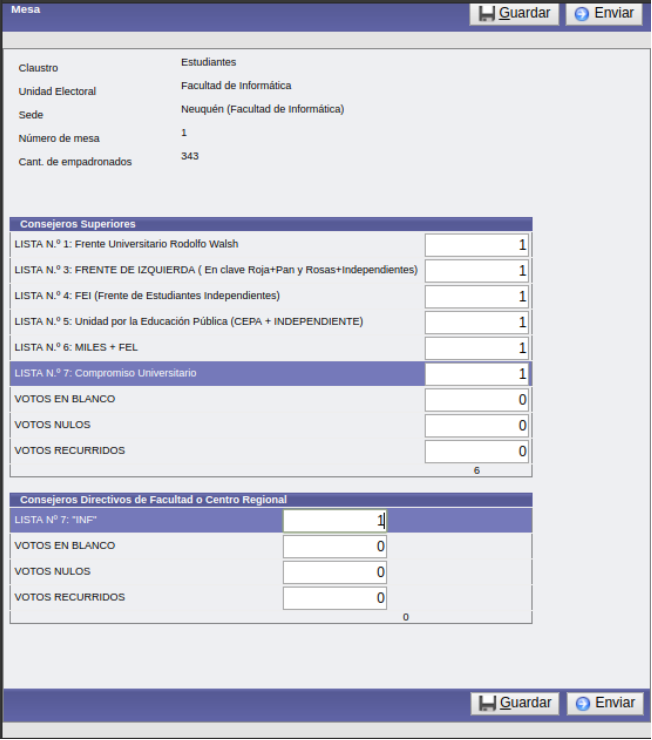 Mesa
Guardar Enviar
Claustro Estudiantes
Unidad Electoral Facultad de Informática
Sede Neuquén (Facultad de Informática)
Número de mesa 1
Cant. de empadronados 343
Consejeros Superiores
LISTA N.º 1: Frente Universitario Rodolfo Walsh 1
LISTA N.º 3: FRENTE DE IZQUIERDA ( En clave Roja+Pan y Rosas+Independientes) 1
LISTA N.º 4: FEI (Frente de Estudiantes Independientes) 1
LISTA N.º 5: Unidad por la Educación Pública (CEPA + INDEPENDIENTE) 1
LISTA N.º 6: MILES + FEL 1
LISTA N.º 7: Compromiso Universitario 1
VOTOS EN BLANCO 0
VOTOS NULOS 0
VOTOS RECURRIDOS 0
6
Consejeros Directivos de Facultad o Centro Regional
LISTA Nº 7: "INF" 1
VOTOS EN BLANCO 0
VOTOS NULOS 0
VOTOS RECURRIDOS 0
0
Guardar Enviar